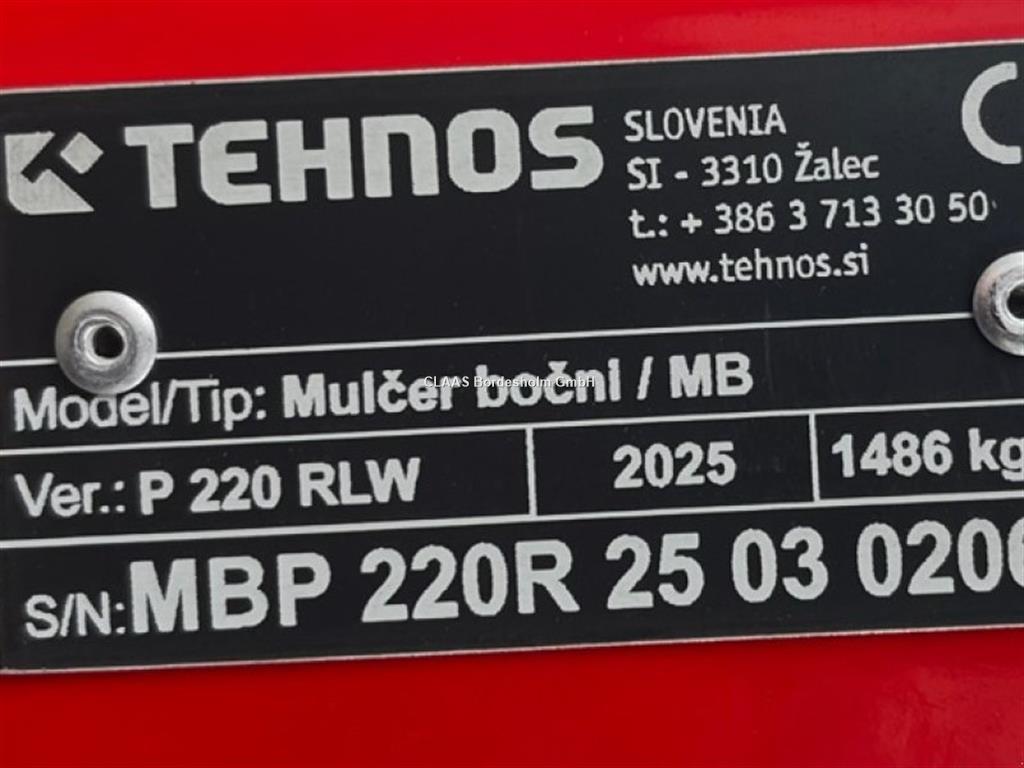 TEHNOS
SLOVENIA
SI - 3310 Žalec
t.: + 386 3 713 30 50
www.tehnos.si
Model/Tip: Mulčer bočni / MB
CLAAS Bordesholm GmbH
Ver.: P 220 RLW 2025 1486 kg
S/N: MBP 220R 25 03 0206